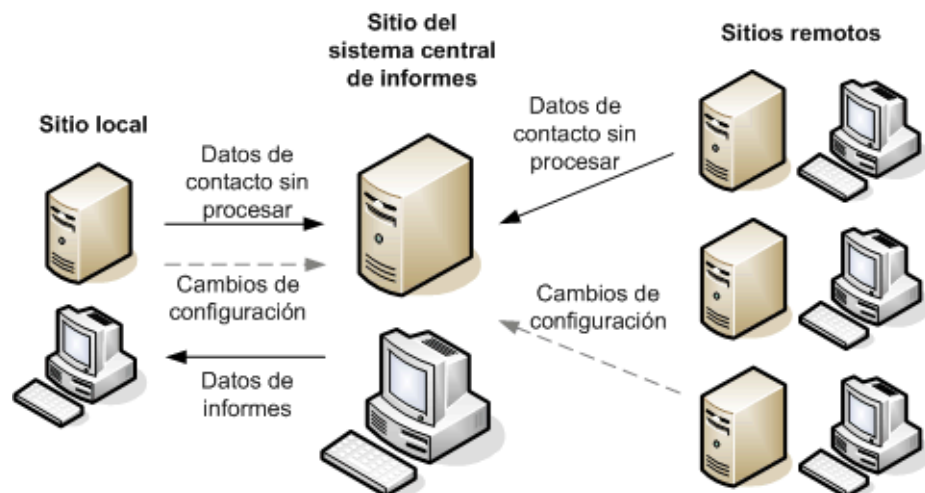 Sitio del
sistema central
de informes
Sitios remotos
Sitio local
Datos de
contacto sin
procesar
Datos de
contacto sin
procesar
Cambios de
configuración
Cambios de
configuración
Datos de
informes